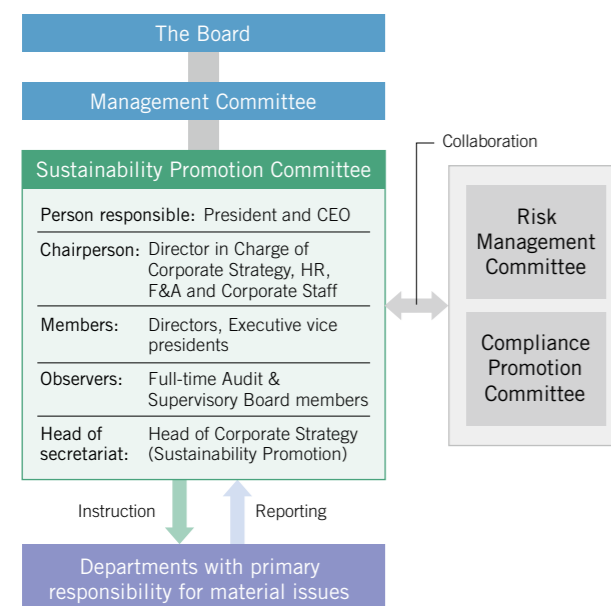 The Board
Management Committee
Collaboration
Sustainability Promotion Committee
Person responsible: President and CEO
Chairperson: Director in Charge of
Corporate Strategy, HR,
F&A and Corporate Staff
Members: Directors, Executive vice
presidents
Observers: Full-time Audit &
Supervisory Board members
Head of Head of Corporate Strategy
secretariat: (Sustainability Promotion)
Risk
Management
Committee
Compliance
Promotion
Committee
Instruction
Reporting
Departments with primary
responsibility for material issues